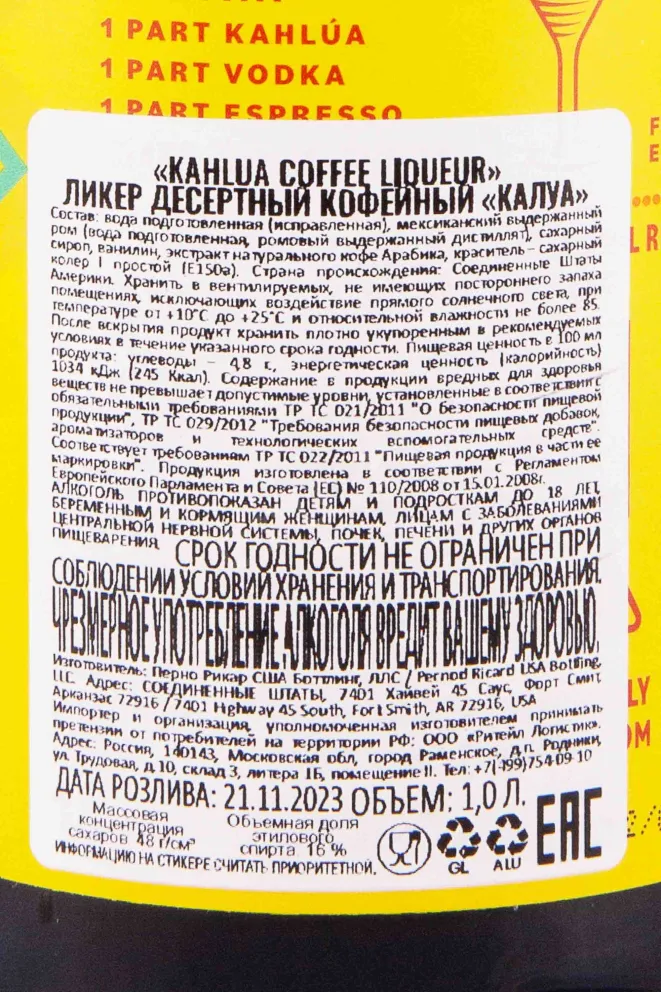 1 PART KAHLÚA
1 PART VODKA
1 PART ESPRESSO
«KAHLUA COFFEE LIQUEUR»
ЛИКЕР ДЕСЕРТНЫЙ КОФЕЙНЫЙ «КАЛУА»
Состав: вода подготовленная (исправленная), мексиканский выдержанный
ром (вода подготовленная, ромовый выдержанный дистиллят), сахарный
сироп, ванилин, экстракт натурального кофе Арабика, краситель – сахарный
колер I простой (E150a). Страна происхождения: Соединенные Штаты
Америки. Хранить в вентилируемых, не имеющих постороннего запаха
помещениях, исключающих воздействие прямого солнечного света, при
температуре от +10°С до +25°С и относительной влажности не более 85.
После вскрытия продукт хранить плотно укупоренным в рекомендуемых
условиях в течение указанного срока годности. Пищевая ценность в 100 мл
продукта: углеводы – 48 г., энергетическая ценность (калорийность)
1034 кДж (245 Ккал). Содержание в продукции вредных для здоровья
веществ не превышает допустимые уровни, установленные в соответствии с
обязательными требованиями ТР ТС 021/2011 "О безопасности пищевой
продукции", ТР ТС 029/2012 "Требования безопасности пищевых добавок,
ароматизаторов и технологических вспомогательных средств".
Соответствует требованиям ТР ТС 022/2011 "Пищевая продукция в части ее
маркировки". Продукция изготовлена в соответствии с Регламентом
Европейского Парламента и Совета (ЕС) № 110/2008 от 15.01.2008г.
АЛКОГОЛЬ ПРОТИВОПОКАЗАН ДЕТЯМ И ПОДРОСТКАМ ДО 18 ЛЕТ,
БЕРЕМЕННЫМ И КОРМЯЩИМ ЖЕНЩИНАМ, ЛИЦАМ С ЗАБОЛЕВАНИЯМИ
ЦЕНТРАЛЬНОЙ НЕРВНОЙ СИСТЕМЫ, ПОЧЕК, ПЕЧЕНИ И ДРУГИХ ОРГАНОВ
ПИЩЕВАРЕНИЯ. СРОК ГОДНОСТИ НЕ ОГРАНИЧЕН ПРИ
СОБЛЮДЕНИИ УСЛОВИЙ ХРАНЕНИЯ И ТРАНСПОРТИРОВАНИЯ.
ЧРЕЗМЕРНОЕ УПОТРЕБЛЕНИЕ АЛКОГОЛЯ ВРЕДИТ ВАШЕМУ ЗДОРОВЬЮ.
Изготовитель: Перно Рикар США Боттлинг, ЛЛС / Pernod Ricard USA Bottling,
LLC. Адрес: СОЕДИНЕННЫЕ ШТАТЫ, 7401 Хайвей 45 Саус, Форт Смит,
Арканзас 72916 / 7401 Highway 45 South, Fort Smith, AR 72916, USA
Импортер и организация, уполномоченная изготовителем принимать
претензии от потребителей на территории РФ: ООО «Ритейл Логистик».
Адрес: Россия, 140143, Московская обл, город Раменское, д.п. Родники,
ул. Трудовая, д.10, склад 3, литера 1Б, помещение II. Тел: +7(499)754-09-10
ДАТА РОЗЛИВА: 21.11.2023 ОБЪЕМ: 1,0 Л.
Массовая
концентрация
сахаров 48 г/см³
Объемная доля
этилового
спирта 16 %
GL
ALU
EAC
ИНФОРМАЦИЮ НА СТИКЕРЕ СЧИТАТЬ ПРИОРИТЕТНОЙ.